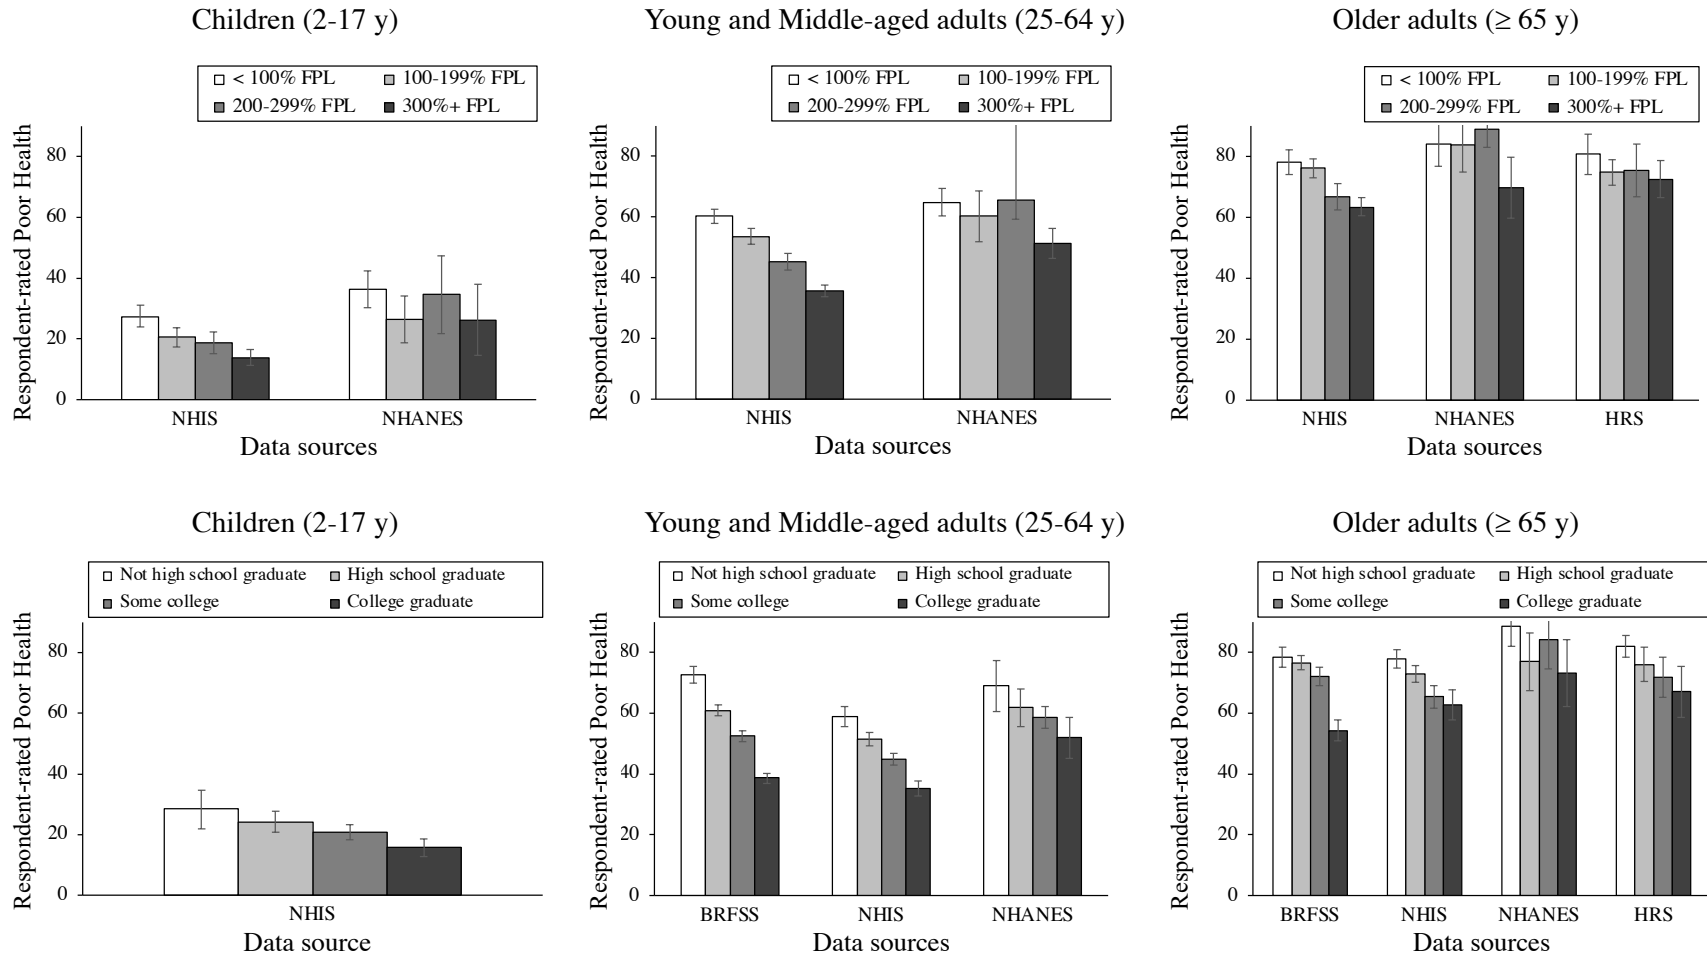 Children (2-17 y)
< 100% FPL 100-199% FPL
200-299% FPL 300%+ FPL
Respondent-rated Poor Health
80
60
40
20
0
NHIS NHANES
Data sources
Young and Middle-aged adults (25-64 y)
< 100% FPL 100-199% FPL
200-299% FPL 300%+ FPL
Respondent-rated Poor Health
80
60
40
20
0
NHIS NHANES
Data sources
Older adults (≥ 65 y)
< 100% FPL 100-199% FPL
200-299% FPL 300%+ FPL
Respondent-rated Poor Health
80
60
40
20
0
NHIS NHANES HRS
Data sources
Children (2-17 y)
Not high school graduate High school graduate
Some college College graduate
Respondent-rated Poor Health
80
60
40
20
0
NHIS
Data source
Young and Middle-aged adults (25-64 y)
Not high school graduate High school graduate
Some college College graduate
Respondent-rated Poor Health
80
60
40
20
0
BRFSS NHIS NHANES
Data sources
Older adults (≥ 65 y)
Not high school graduate High school graduate
Some college College graduate
Respondent-rated Poor Health
80
60
40
20
0
BRFSS NHIS NHANES HRS
Data sources